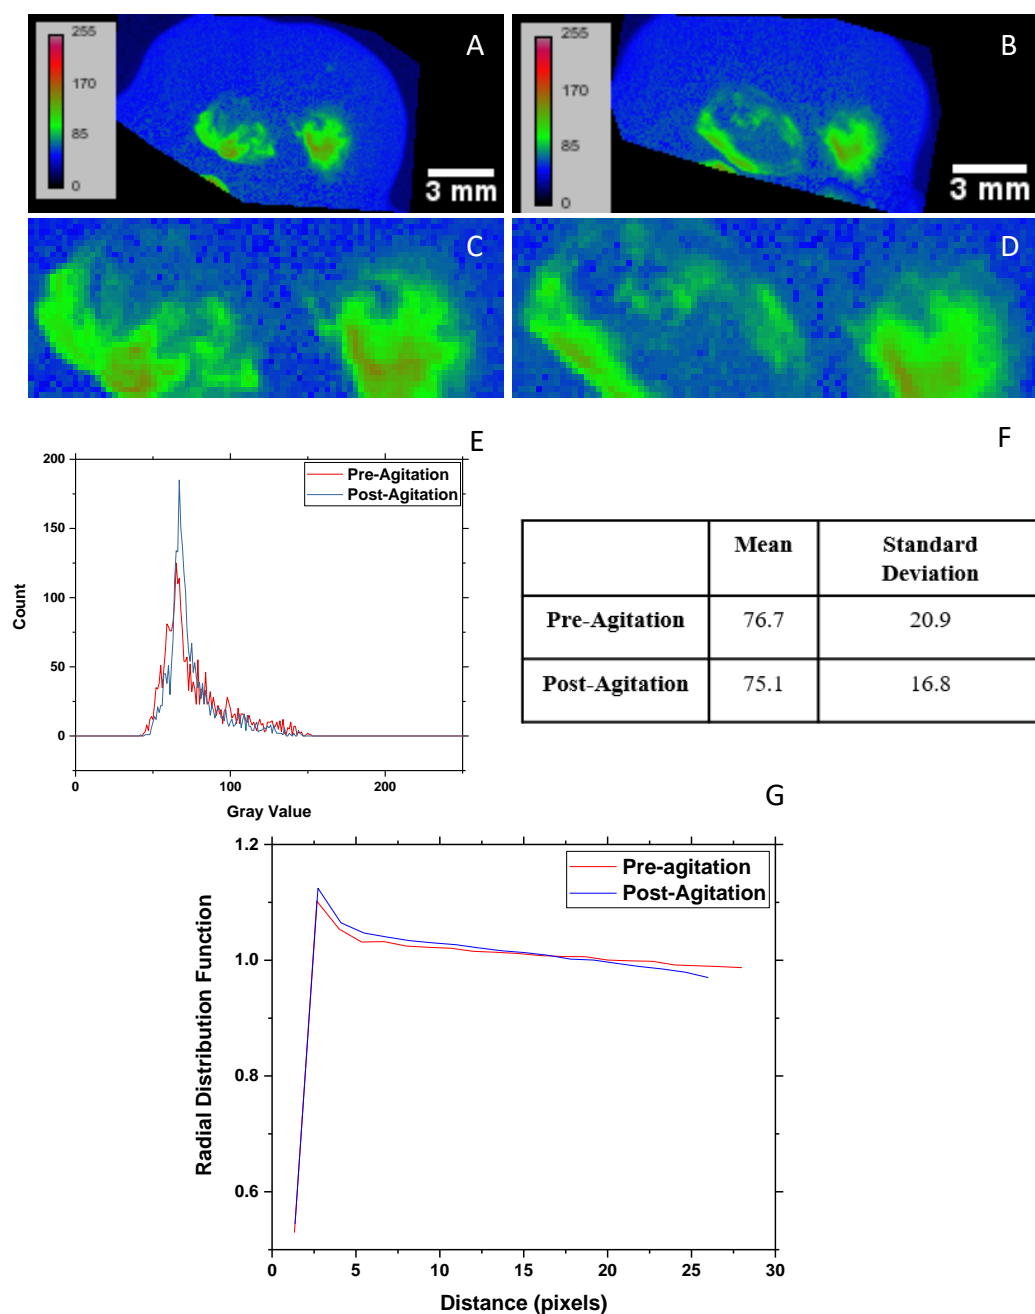 A
255
170
85
0
3 mm
B
255
170
85
0
3 mm
C
D
E
200
150
100
50
0
Count
0
100
200
Gray Value
Pre-Agitation
Post-Agitation
F
Mean
Standard Deviation
Pre-Agitation
76.7
20.9
Post-Agitation
75.1
16.8
G
1.2
1.0
0.8
0.6
Radial Distribution Function
Pre-agitation
Post-Agitation
0
5
10
15
20
25
30
Distance (pixels)